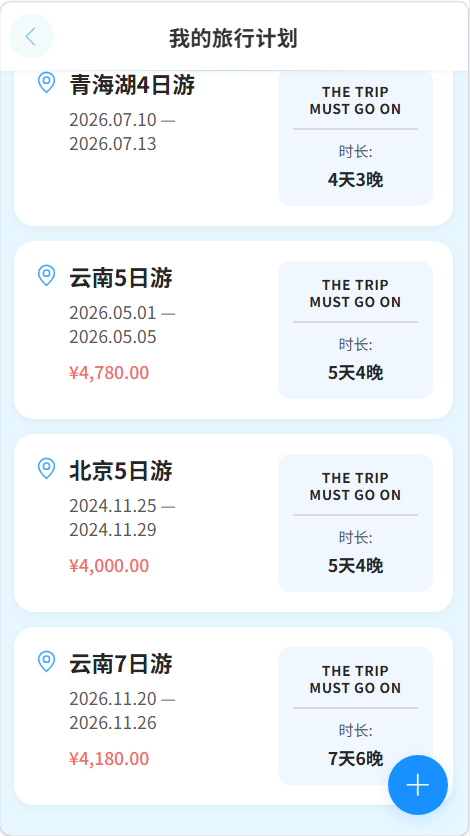 我的旅行计划
青海湖4日游
2026.07.10 —
2026.07.13
THE TRIP
MUST GO ON
时长:
4天3晚
云南5日游
2026.05.01 —
2026.05.05
¥4,780.00
THE TRIP
MUST GO ON
时长:
5天4晚
北京5日游
2024.11.25 —
2024.11.29
¥4,000.00
THE TRIP
MUST GO ON
时长:
5天4晚
云南7日游
2026.11.20 —
2026.11.26
¥4,180.00
THE TRIP
MUST GO ON
时长:
7天6晚